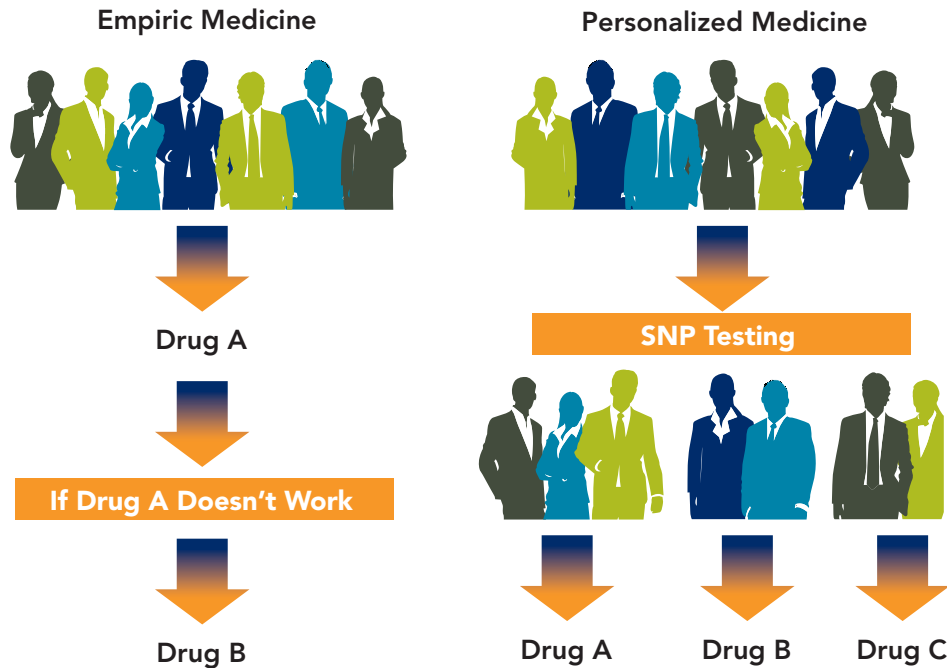 Empiric Medicine
Drug A
If Drug A Doesn't Work
Drug B
Personalized Medicine
SNP Testing
Drug A
Drug B
Drug C